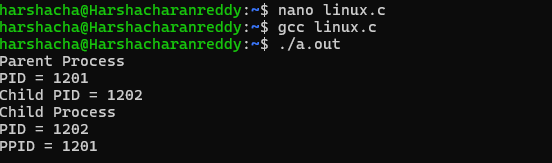 harshacha@Harshacharanreddy:~$ nano linux.c
harshacha@Harshacharanreddy:~$ gcc linux.c
harshacha@Harshacharanreddy:~$ ./a.out
Parent Process
PID = 1201
Child PID = 1202
Child Process
PID = 1202
PPID = 1201